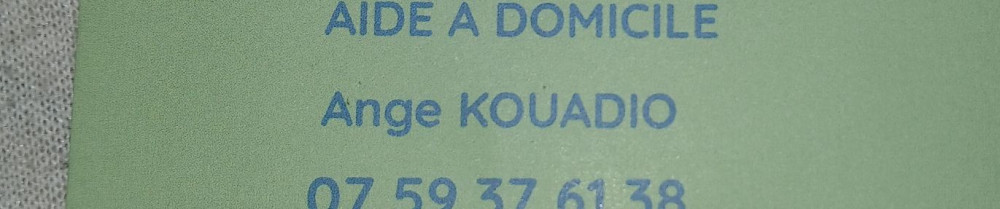 AIDE A DOMICILE
Ange KOUADIO
07 59 37 61 38